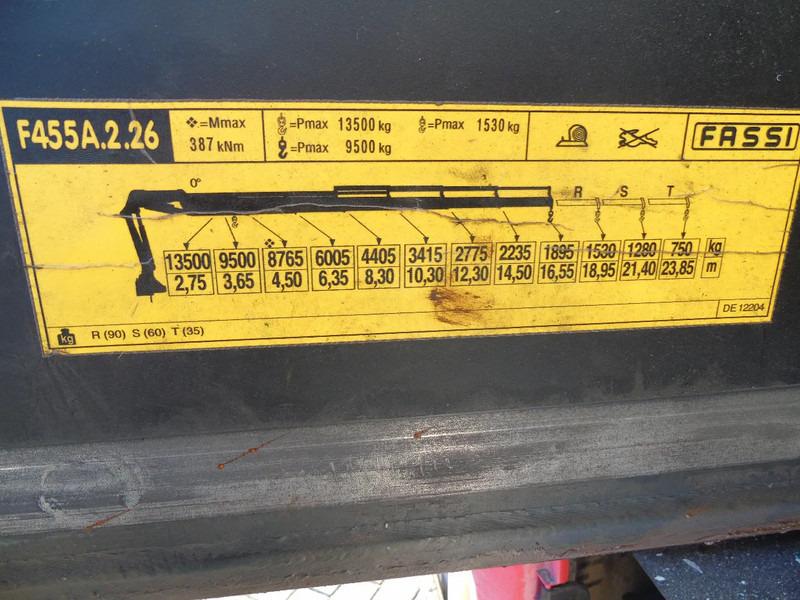 F455A.2.26
❖=Mmax
387 kNm
=Pmax 13500 kg
=Pmax 9500 kg
=Pmax 1530 kg
FASSI
0°
R S T
❖
13500 9500 8765 6005 4405 3415 2775 2235 1895 1530 1280 750 kg
2,75 3,65 4,50 6,35 8,30 10,30 12,30 14,50 16,55 18,95 21,40 23,85 m
kg R (90) S (60) T (35)
DE 12204